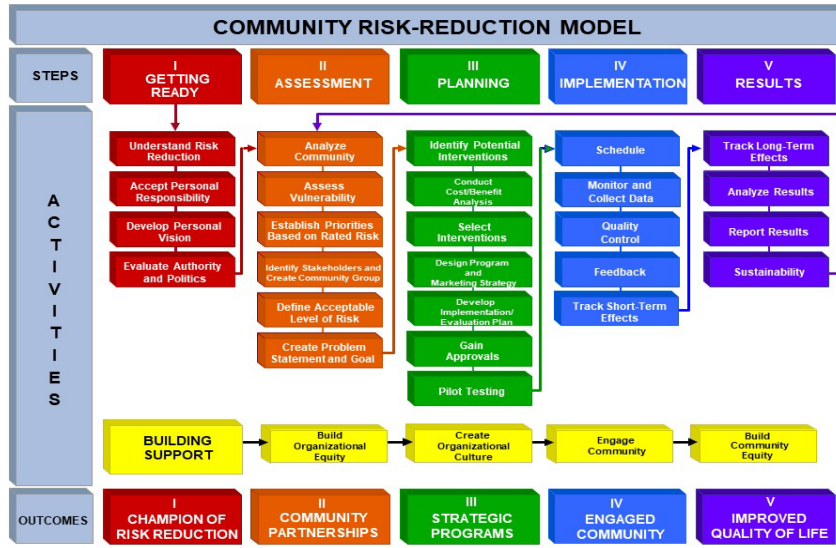 COMMUNITY RISK-REDUCTION MODEL
STEPS
I
GETTING
READY
II
ASSESSMENT
III
PLANNING
IV
IMPLEMENTATION
V
RESULTS
ACTIVITIES
Understand Risk
Reduction
Accept Personal
Responsibility
Develop Personal
Vision
Evaluate Authority
and Politics
Analyze
Community
Assess
Vulnerability
Establish Priorities
Based on Rated Risk
Identify Stakeholders and
Create Community Group
Define Acceptable
Level of Risk
Create Problem
Statement and Goal
Identify Potential
Interventions
Conduct
Cost/Benefit
Analysis
Select
Interventions
Design Program
and
Marketing Strategy
Develop
Implementation/
Evaluation Plan
Gain
Approvals
Pilot Testing
Schedule
Monitor and
Collect Data
Quality
Control
Feedback
Track Short-Term
Effects
Track Long-Term
Effects
Analyze Results
Report Results
Sustainability
BUILDING
SUPPORT
Build
Organizational
Equity
Create
Organizational
Culture
Engage
Community
Build
Community
Equity
OUTCOMES
I
CHAMPION OF
RISK REDUCTION
II
COMMUNITY
PARTNERSHIPS
III
STRATEGIC
PROGRAMS
IV
ENGAGED
COMMUNITY
V
IMPROVED
QUALITY OF LIFE